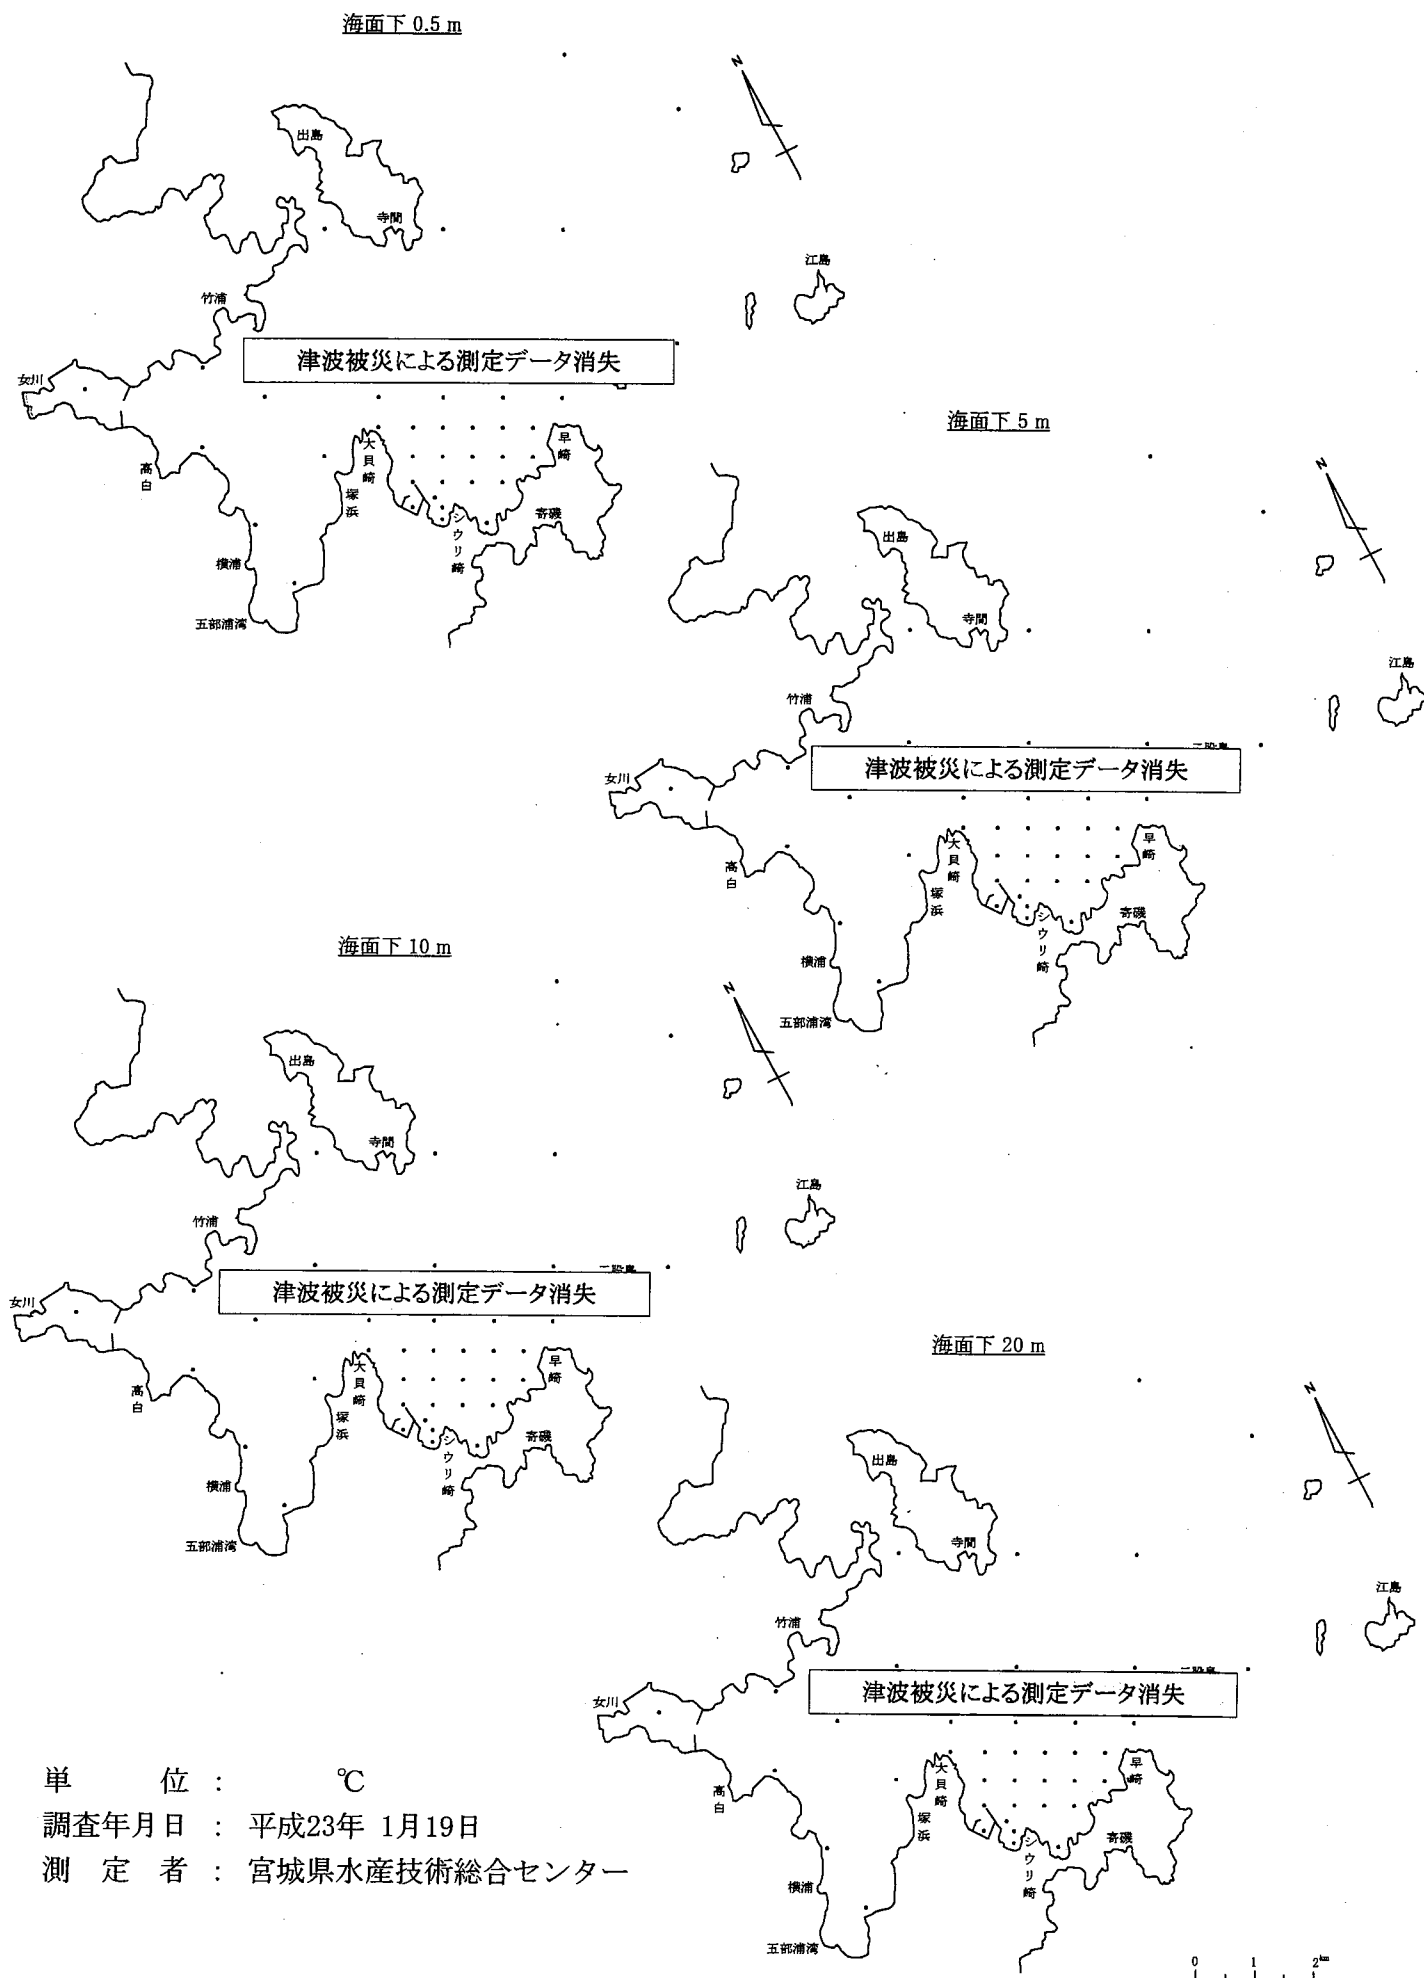 海面下 0.5 m
N
出島
寺間
江島
竹浦
津波被災による測定データ消失
女川
高白
大貝崎
早崎
塚浜
シウリ崎
寄磯
横浦
五部浦湾
海面下 5 m
N
出島
寺間
江島
竹浦
津波被災による測定データ消失
女川
高白
大貝崎
早崎
塚浜
シウリ崎
寄磯
横浦
五部浦湾
海面下 10 m
N
出島
寺間
江島
竹浦
津波被災による測定データ消失
女川
高白
大貝崎
早崎
塚浜
シウリ崎
寄磯
横浦
五部浦湾
海面下 20 m
N
出島
寺間
江島
竹浦
津波被災による測定データ消失
女川
高白
大貝崎
早崎
塚浜
シウリ崎
寄磯
横浦
五部浦湾
単位 : ℃
調査年月日 : 平成23年 1月19日
測定者 : 宮城県水産技術総合センター
0 1 2km